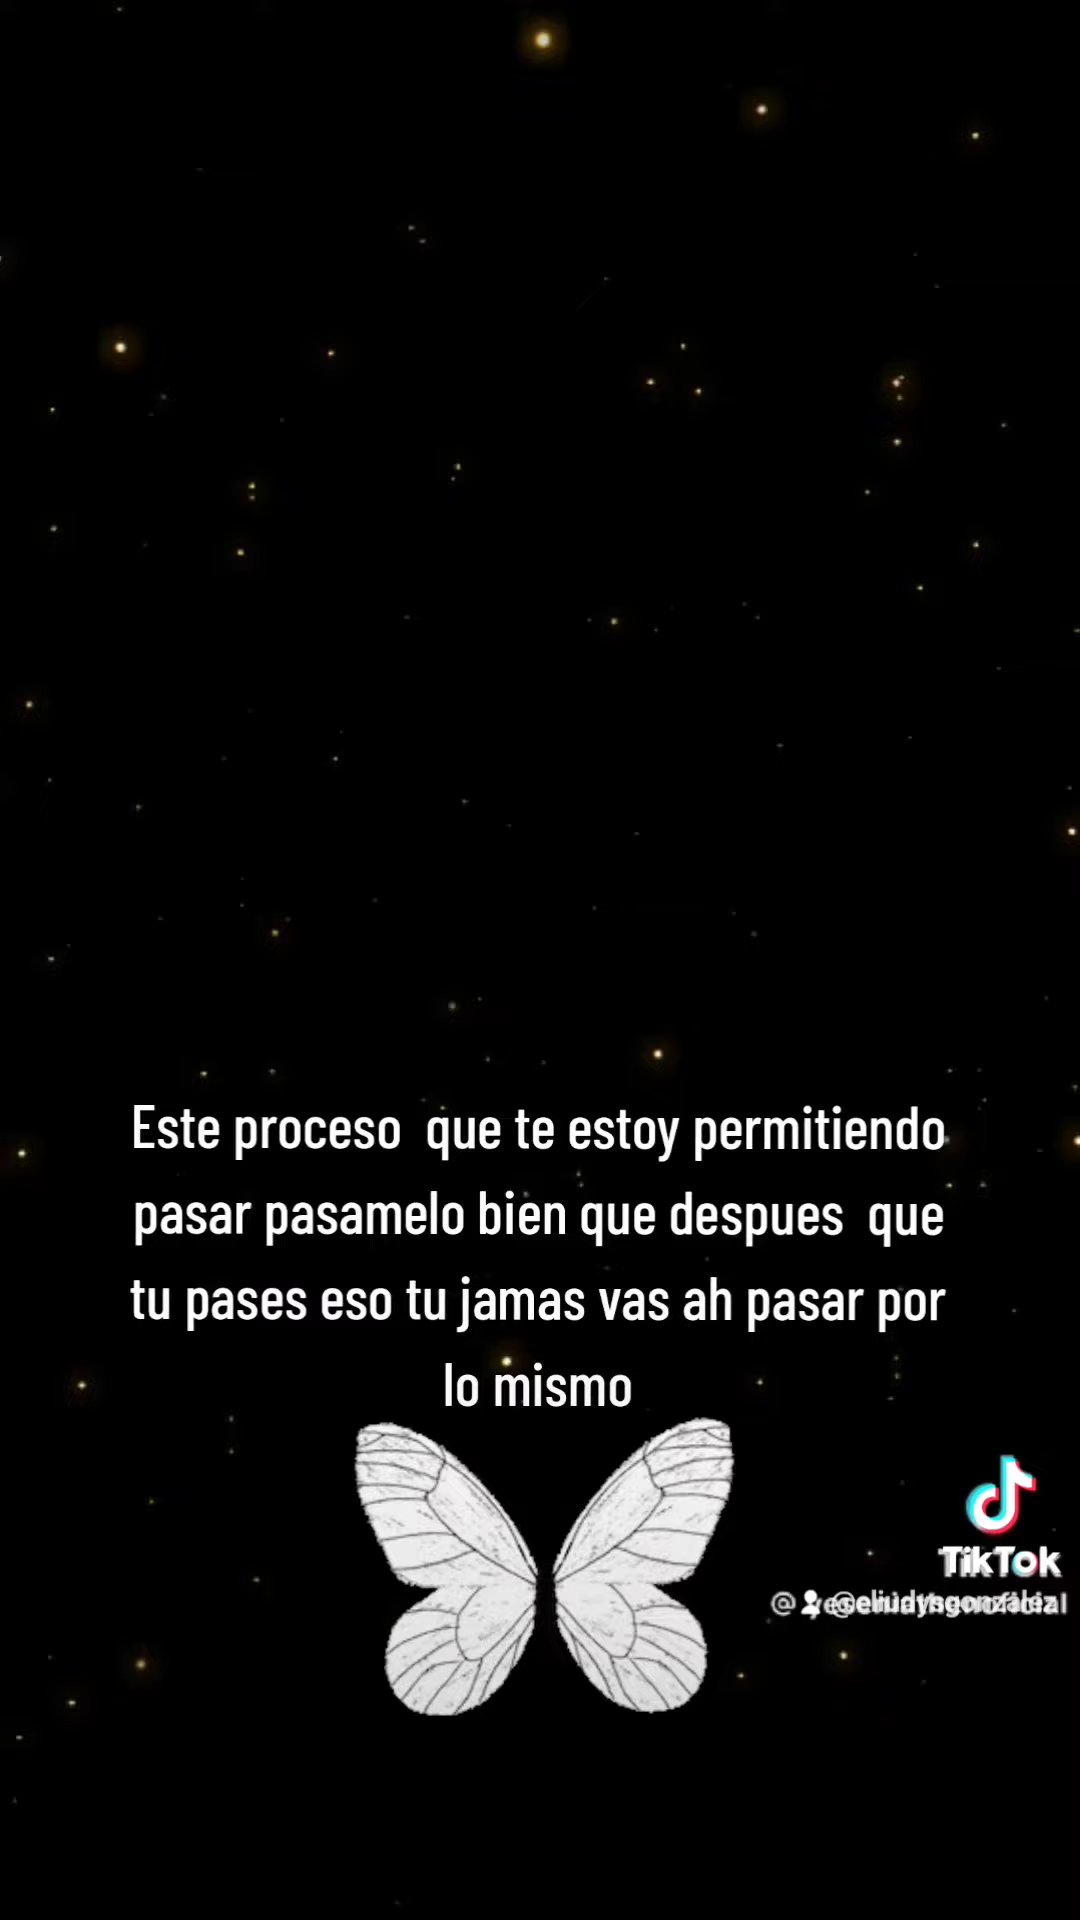 Este proceso  que te estoy permitiendo
pasar pasamelo bien que despues  que
tu pases eso tu jamas vas ah pasar por
lo mismo
TikTok